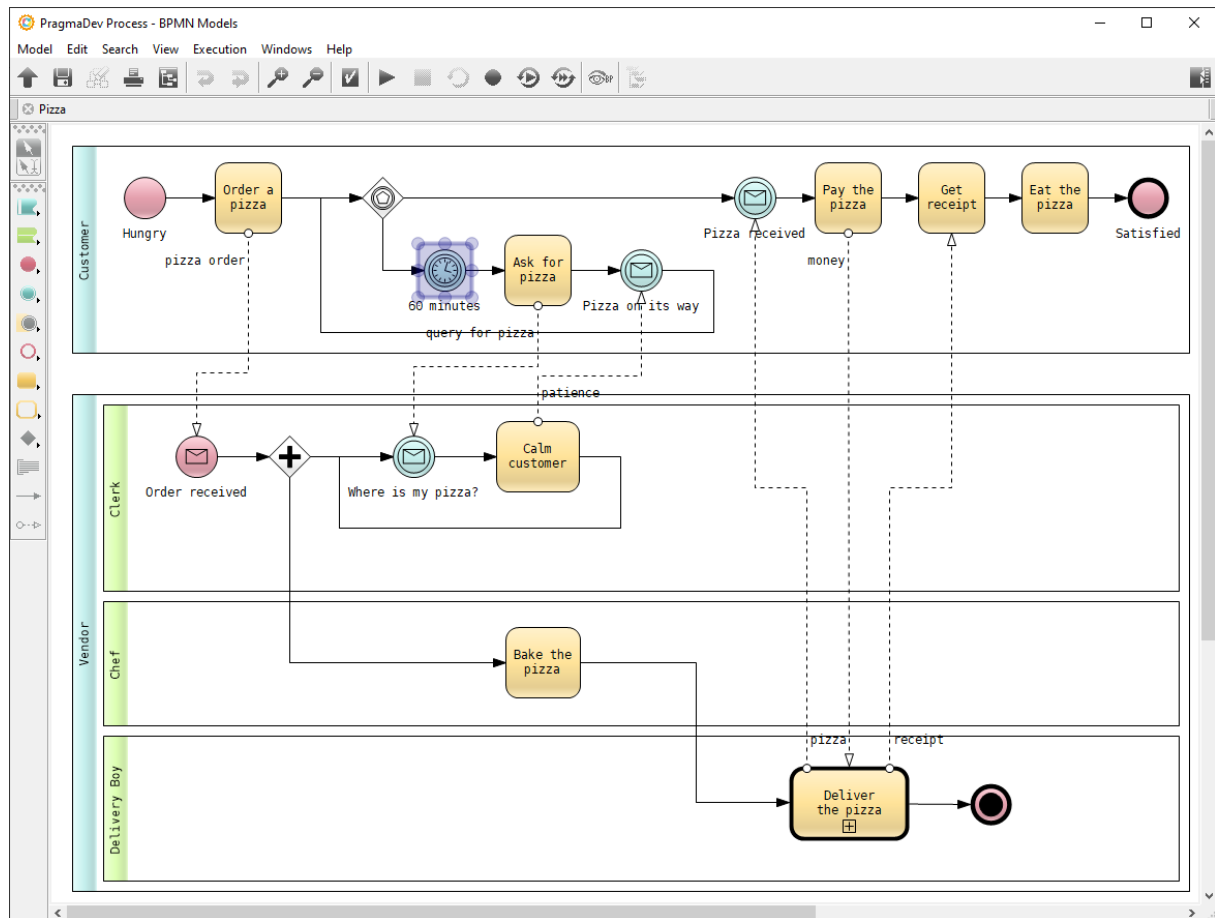 PragmaDev Process - BPMN Models
Model Edit Search View Execution Windows Help
BP
Pizza
Customer
Hungry
Order a
pizza
pizza order
60 minutes
Ask for
pizza
query for pizza
Pizza on its way
Pizza received
Pay the
pizza
money
Get
receipt
Eat the
pizza
Satisfied
patience
Vendor
Clerk
Order received
Where is my pizza?
Calm
customer
Chef
Bake the
pizza
Delivery Boy
pizza
receipt
Deliver
the pizza